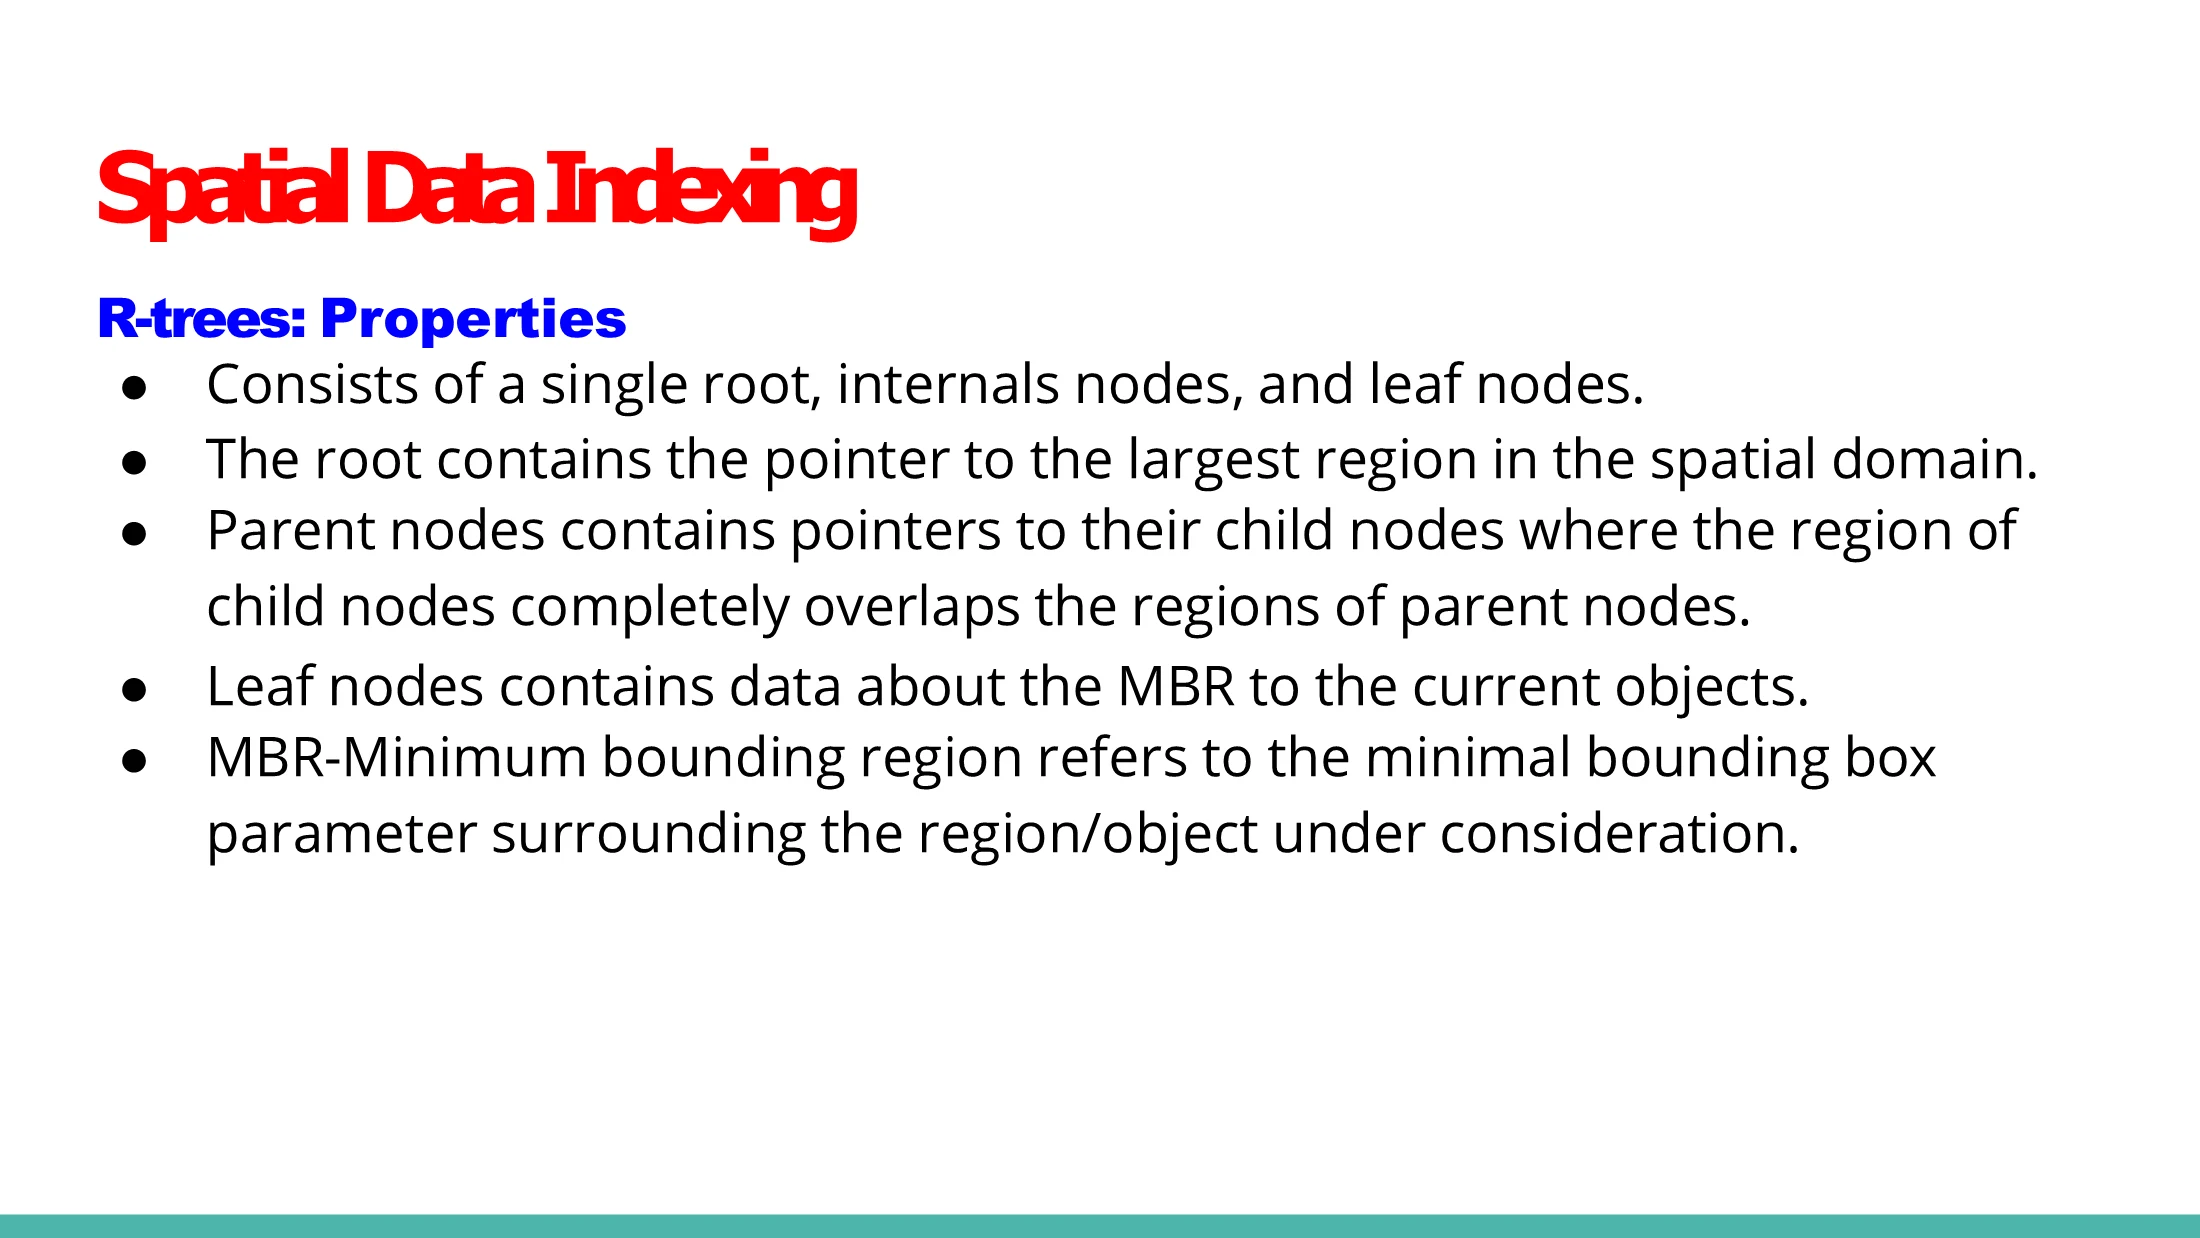 Spatial Data Indexing
R-trees: Properties
● Consists of a single root, internals nodes, and leaf nodes.
● The root contains the pointer to the largest region in the spatial domain.
● Parent nodes contains pointers to their child nodes where the region of
child nodes completely overlaps the regions of parent nodes.
● Leaf nodes contains data about the MBR to the current objects.
● MBR-Minimum bounding region refers to the minimal bounding box
parameter surrounding the region/object under consideration.